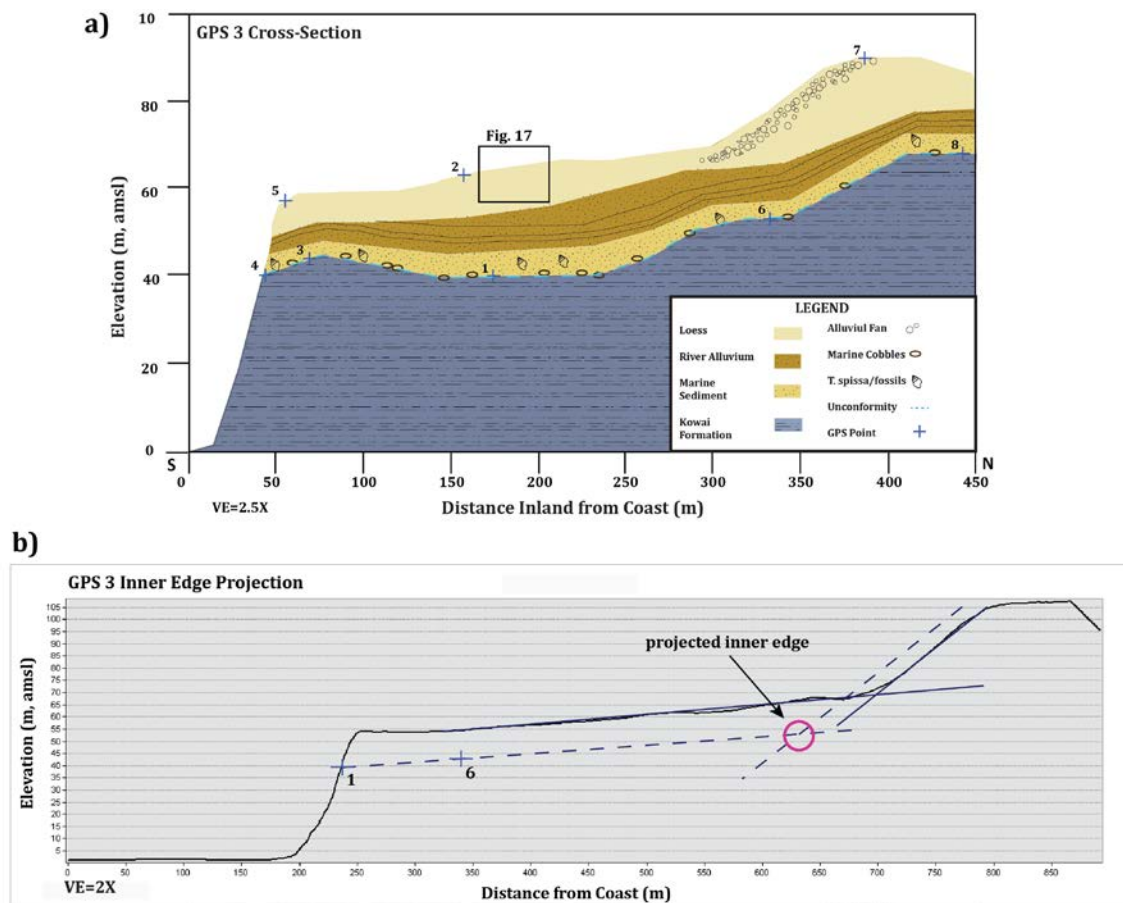 a)
GPS 3 Cross-Section
10
80
60
40
20
0
Elevation (m, amsl)
Fig. 17
7
2
5
8
6
3
4
1
LEGEND
Loess
Alluviul Fan
River Alluvium
Marine Cobbles
Marine
Sediment
T. spissa/fossils
Unconformity
Kowai
Formation
GPS Point
S
N
0 50 100 150 200 250 300 350 400 450
VE=2.5X
Distance Inland from Coast (m)
b)
GPS 3 Inner Edge Projection
105
100
95
90
85
80
75
70
65
60
55
50
45
40
35
30
25
20
15
10
5
Elevation (m, amsl)
projected inner edge
1
6
0 50 100 150 200 250 300 350 400 450 500 550 600 650 700 750 800 850
VE=2X
Distance from Coast (m)